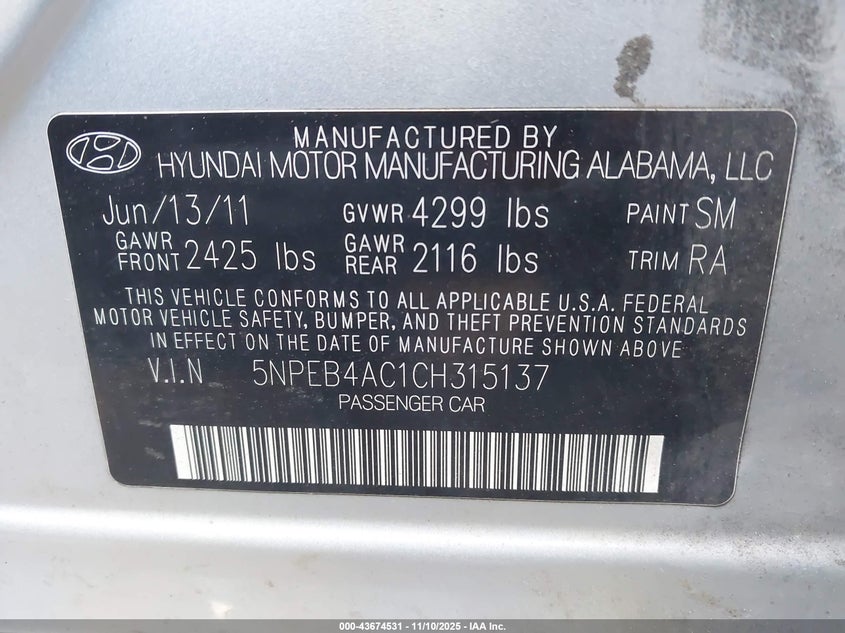 MANUFACTURED BY
HYUNDAI MOTOR MANUFACTURING ALABAMA, LLC
Jun/13/11 GVWR 4299 lbs PAINT SM
GAWR FRONT 2425 lbs GAWR REAR 2116 lbs TRIM RA
THIS VEHICLE CONFORMS TO ALL APPLICABLE U.S.A. FEDERAL
MOTOR VEHICLE SAFETY, BUMPER, AND THEFT PREVENTION STANDARDS
IN EFFECT ON THE DATE OF MANUFACTURE SHOWN ABOVE
V.I.N 5NPEB4AC1CH315137
PASSENGER CAR
000-43674531 - 11/10/2025 - IAA Inc.